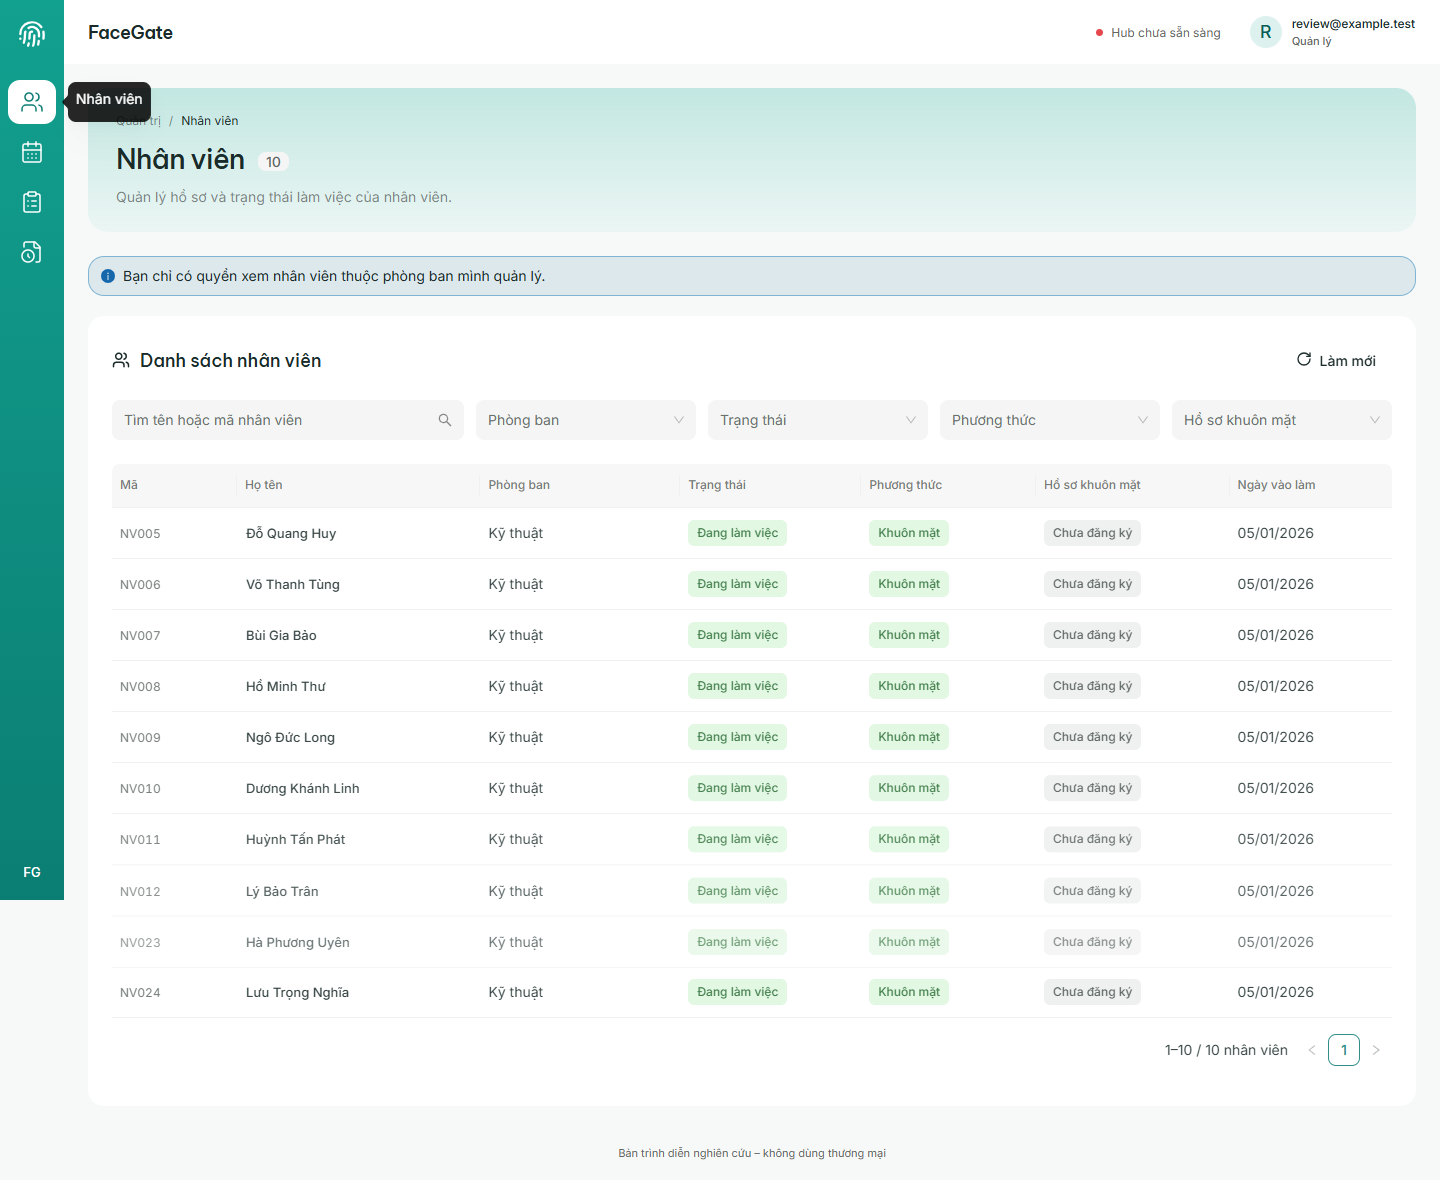 FaceGate
Hub chưa sẵn sàng
R
review@example.test
Quản lý
Nhân viên
Quản trị / Nhân viên
Nhân viên 10
Quản lý hồ sơ và trạng thái làm việc của nhân viên.
Bạn chỉ có quyền xem nhân viên thuộc phòng ban mình quản lý.
Danh sách nhân viên
Làm mới
Tìm tên hoặc mã nhân viên
Phòng ban
Trạng thái
Phương thức
Hồ sơ khuôn mặt
Mã Họ tên Phòng ban Trạng thái Phương thức Hồ sơ khuôn mặt Ngày vào làm
NV005 Đỗ Quang Huy Kỹ thuật Đang làm việc Khuôn mặt Chưa đăng ký 05/01/2026
NV006 Võ Thanh Tùng Kỹ thuật Đang làm việc Khuôn mặt Chưa đăng ký 05/01/2026
NV007 Bùi Gia Bảo Kỹ thuật Đang làm việc Khuôn mặt Chưa đăng ký 05/01/2026
NV008 Hồ Minh Thư Kỹ thuật Đang làm việc Khuôn mặt Chưa đăng ký 05/01/2026
NV009 Ngô Đức Long Kỹ thuật Đang làm việc Khuôn mặt Chưa đăng ký 05/01/2026
NV010 Dương Khánh Linh Kỹ thuật Đang làm việc Khuôn mặt Chưa đăng ký 05/01/2026
NV011 Huỳnh Tấn Phát Kỹ thuật Đang làm việc Khuôn mặt Chưa đăng ký 05/01/2026
NV012 Lý Bảo Trân Kỹ thuật Đang làm việc Khuôn mặt Chưa đăng ký 05/01/2026
NV023 Hà Phương Uyên Kỹ thuật Đang làm việc Khuôn mặt Chưa đăng ký 05/01/2026
NV024 Lưu Trọng Nghĩa Kỹ thuật Đang làm việc Khuôn mặt Chưa đăng ký 05/01/2026
FG
1–10 / 10 nhân viên
1
Bản trình diễn nghiên cứu – không dùng thương mại